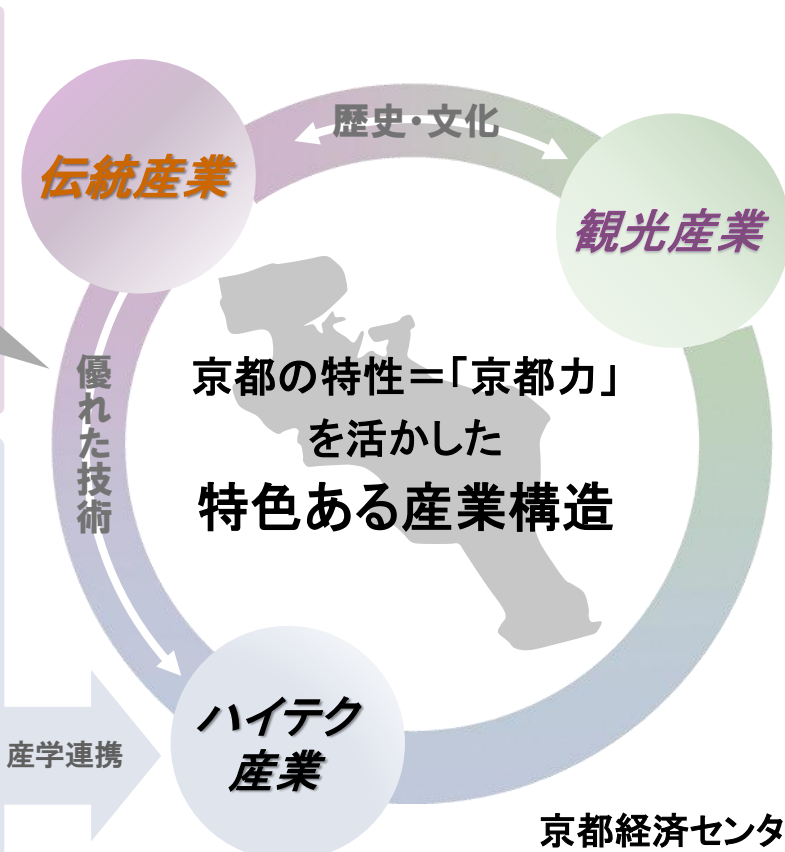 歴史・文化
伝統産業
観光産業
優れた技術
京都の特性＝「京都力」
を活かした
特色ある産業構造
ハイテク
産業
産学連携
京都経済センタ